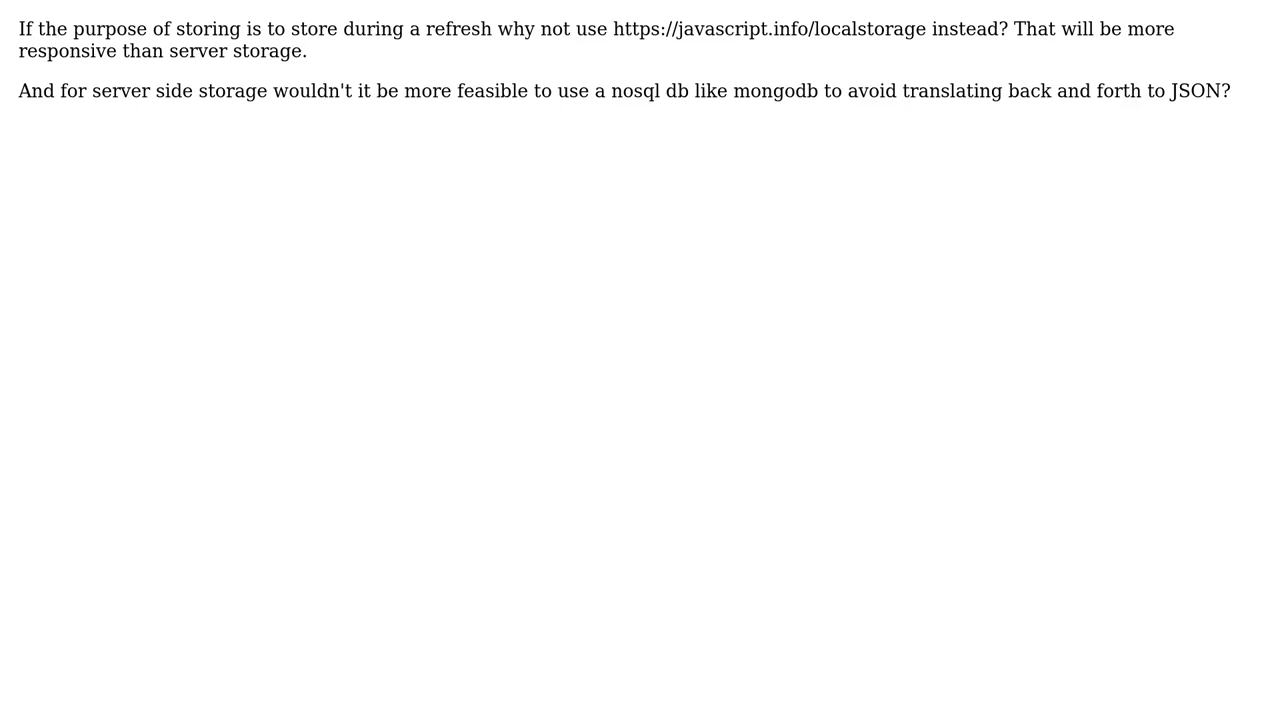 If the purpose of storing is to store during a refresh why not use https://javascript.info/localstorage instead? That will be more
responsive than server storage.
And for server side storage wouldn't it be more feasible to use a nosql db like mongodb to avoid translating back and forth to JSON?